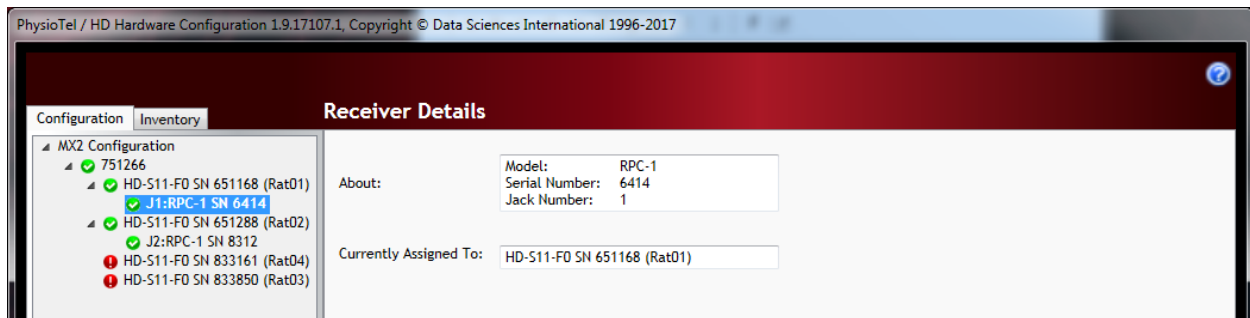 PhysioTel / HD Hardware Configuration 1.9.17107.1, Copyright © Data Sciences International 1996-2017
Configuration Inventory
Receiver Details
MX2 Configuration
751266
HD-S11-F0 SN 651168 (Rat01)
J1:RPC-1 SN 6414
HD-S11-F0 SN 651288 (Rat02)
J2:RPC-1 SN 8312
HD-S11-F0 SN 833161 (Rat04)
HD-S11-F0 SN 833850 (Rat03)
About:
Model: RPC-1
Serial Number: 6414
Jack Number: 1
Currently Assigned To: HD-S11-F0 SN 651168 (Rat01)